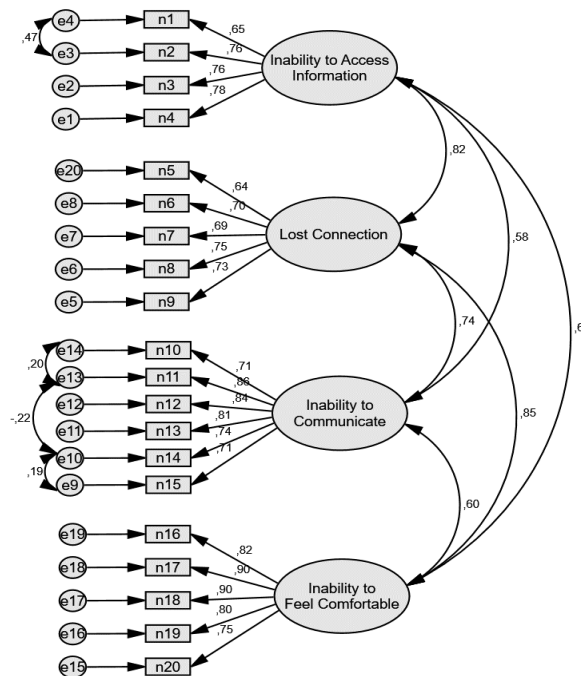 e4 n1 ,65
,47
e3 n2 ,76
e2 n3 ,76
e1 n4 ,78
Inability to Access
Information
,82
e20 n5 ,64
e8 n6 ,70
e7 n7 ,69
e6 n8 ,75
e5 n9 ,73
Lost Connection
,58
,74
,85
e14 n10 ,71
,20
e13 n11
e12 n12 ,84
-,22
e11 n13 ,81
e10 n14 ,74
,19
e9 n15 ,71
Inability to
Communicate
,60
e19 n16 ,82
e18 n17 ,90
e17 n18 ,90
e16 n19 ,80
e15 n20 ,75
Inability to
Feel Comfortable